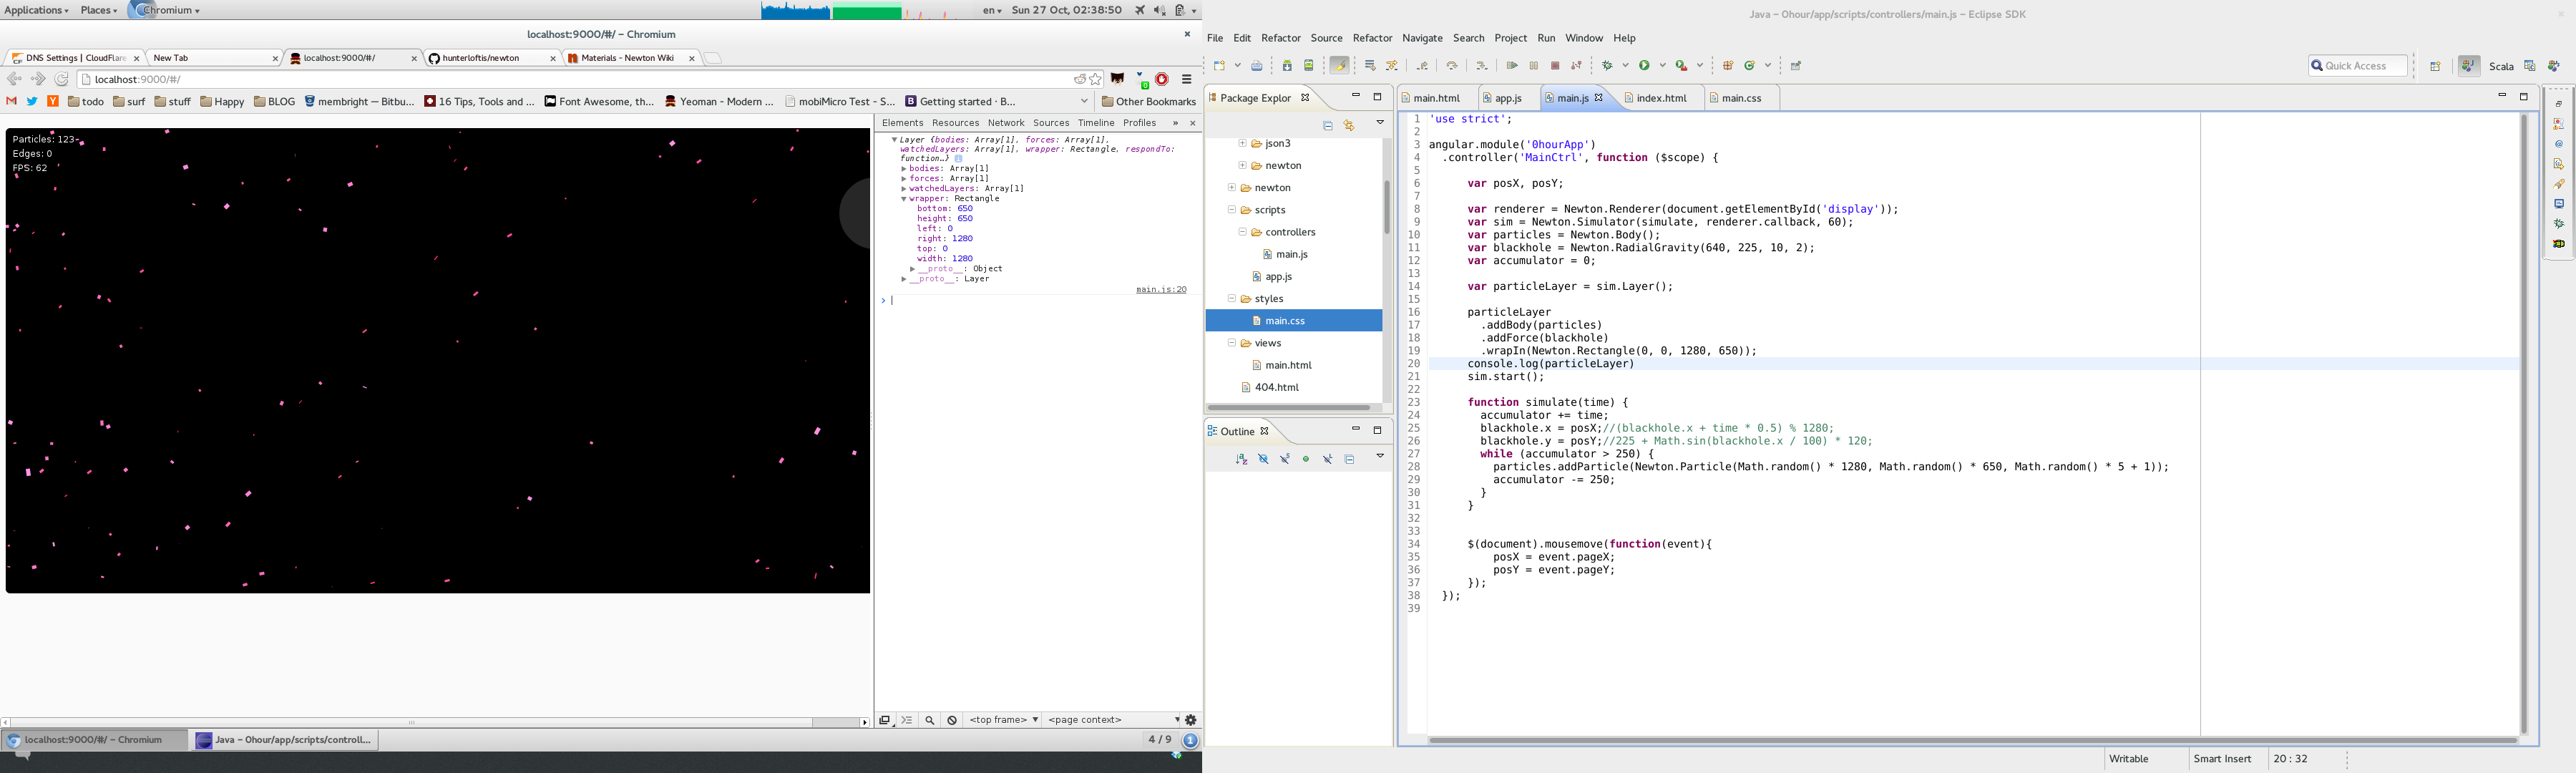 Applications Places Chromium
en Sun 27 Oct, 02:38:50
localhost:9000/#/ – Chromium
DNS Settings | CloudFlare
New Tab
localhost:9000/#/
hunterloftis/newton
Materials - Newton Wiki
localhost:9000/#/
todo surf stuff Happy BLOG membright — Bitbu... 16 Tips, Tools and ... Font Awesome, th... Yeoman - Modern ... mobiMicro Test - S... Getting started · B... Other Bookmarks
Particles: 123
Edges: 0
FPS: 62
Elements Resources Network Sources Timeline Profiles »
Layer {bodies: Array[1], forces: Array[1],
watchedLayers: Array[1], wrapper: Rectangle, respondTo:
function…}
bodies: Array[1]
forces: Array[1]
watchedLayers: Array[1]
wrapper: Rectangle
bottom: 650
height: 650
left: 0
right: 1280
top: 0
width: 1280
__proto__: Object
__proto__: Layer
main.js:20
>
<top frame> <page context>
localhost:9000/#/ – Chromium
Java – 0hour/app/scripts/controll...
4 / 9
1
Java – 0hour/app/scripts/controllers/main.js – Eclipse SDK
File Edit Refactor Source Refactor Navigate Search Project Run Window Help
Quick Access
Scala
Package Explor
json3
newton
newton
scripts
controllers
main.js
app.js
styles
main.css
views
main.html
404.html
Outline
main.html app.js main.js index.html main.css
1 'use strict';
2
3 angular.module('0hourApp')
4 .controller('MainCtrl', function ($scope) {
5
6 var posX, posY;
7
8 var renderer = Newton.Renderer(document.getElementById('display'));
9 var sim = Newton.Simulator(simulate, renderer.callback, 60);
10 var particles = Newton.Body();
11 var blackhole = Newton.RadialGravity(640, 225, 10, 2);
12 var accumulator = 0;
13
14 var particleLayer = sim.Layer();
15
16 particleLayer
17 .addBody(particles)
18 .addForce(blackhole)
19 .wrapIn(Newton.Rectangle(0, 0, 1280, 650));
20 console.log(particleLayer)
21 sim.start();
22
23 function simulate(time) {
24 accumulator += time;
25 blackhole.x = posX;//(blackhole.x + time * 0.5) % 1280;
26 blackhole.y = posY;//225 + Math.sin(blackhole.x / 100) * 120;
27 while (accumulator > 250) {
28 particles.addParticle(Newton.Particle(Math.random() * 1280, Math.random() * 650, Math.random() * 5 + 1));
29 accumulator -= 250;
30 }
31 }
32
33
34 $(document).mousemove(function(event){
35 posX = event.pageX;
36 posY = event.pageY;
37 });
38 });
39
Writable Smart Insert 20 : 32